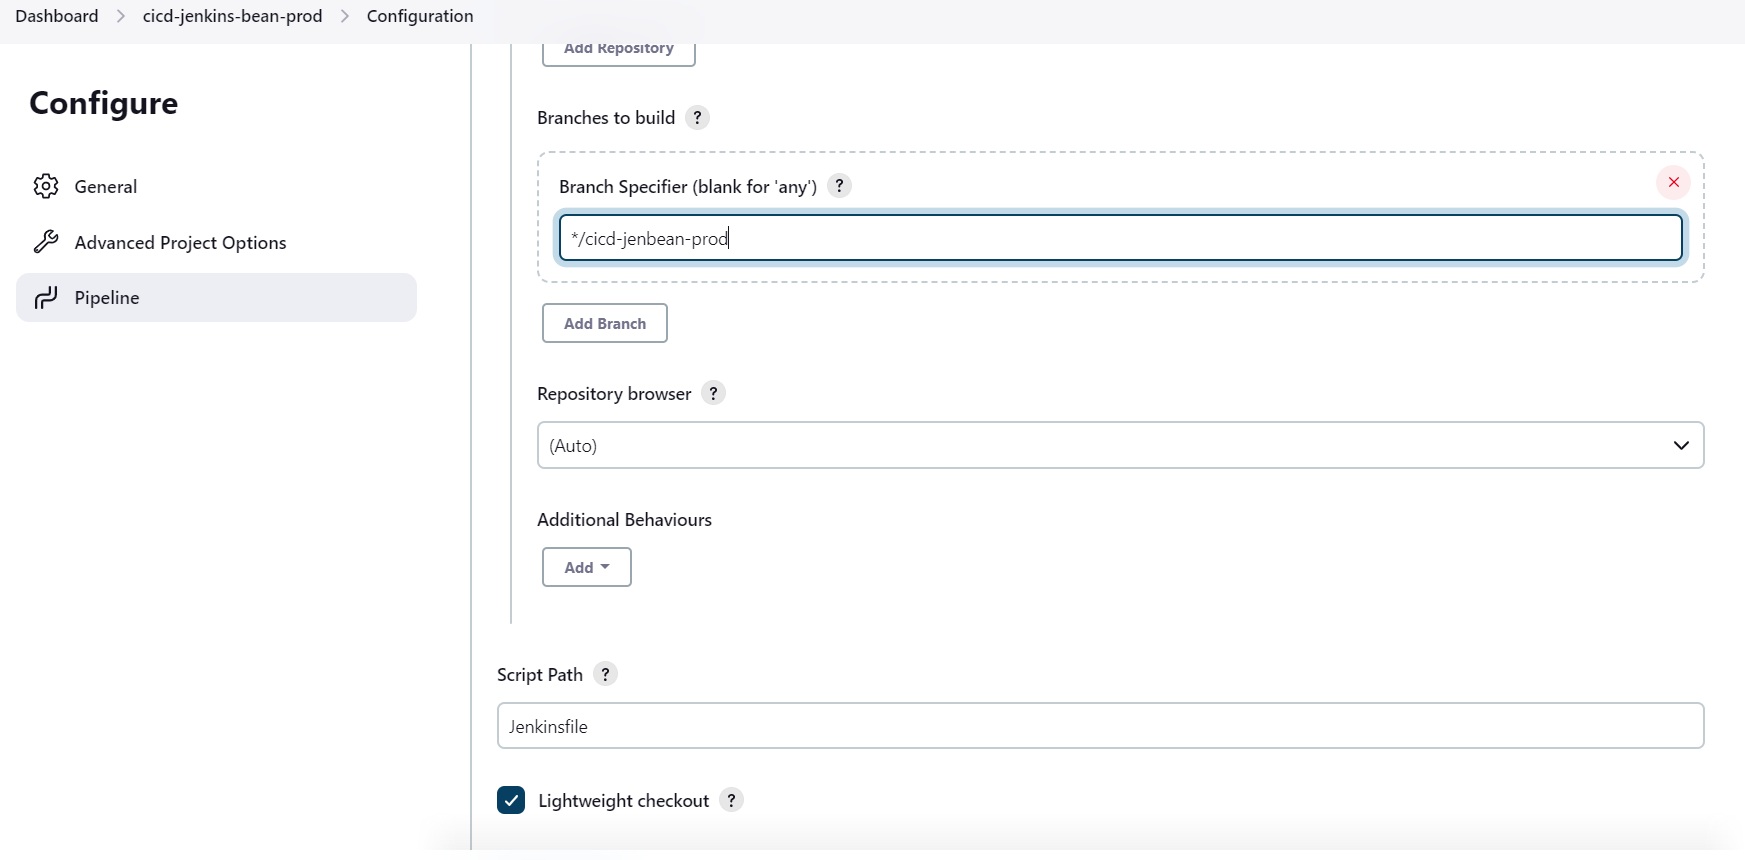 Dashboard > cicd-jenkins-bean-prod > Configuration
Configure
General
Advanced Project Options
Pipeline
Add Repository
Branches to build ?
Branch Specifier (blank for 'any') ?
*/cicd-jenbean-prod
Add Branch
Repository browser ?
(Auto)
Additional Behaviours
Add
Script Path ?
Jenkinsfile
Lightweight checkout ?